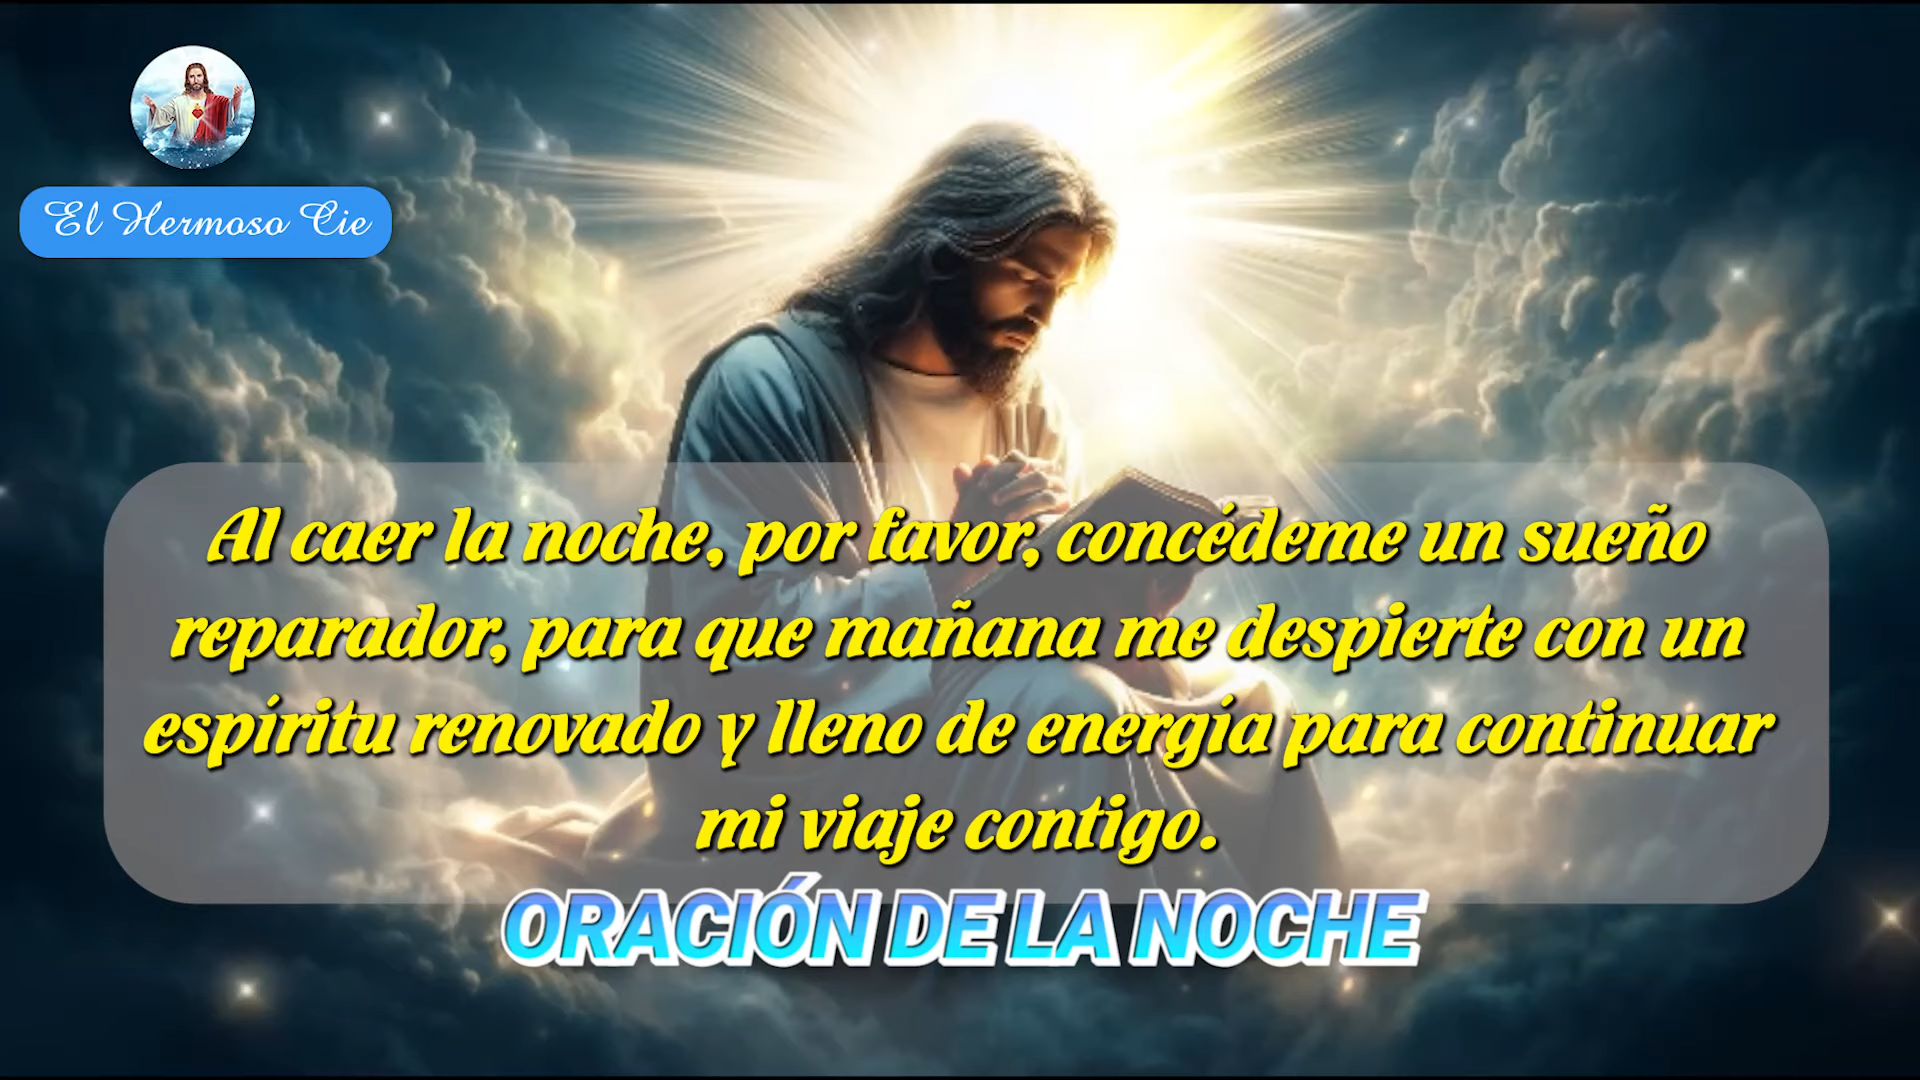 El Hermoso Cie
Al caer la noche, por favor, concédeme un sueño
reparador, para que mañana me despierte con un
espíritu renovado y lleno de energía para continuar
mi viaje contigo.
ORACIÓN DE LA NOCHE